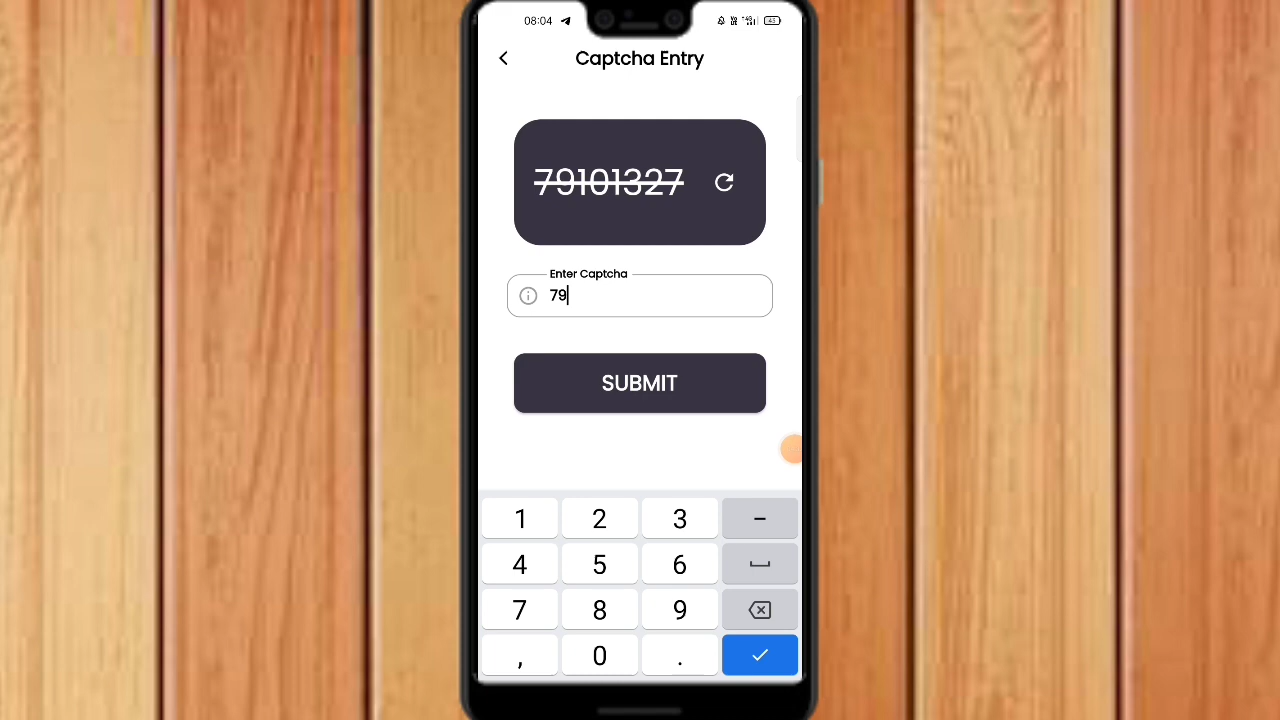 08:04
Captcha Entry
79101327
Enter Captcha
79
SUBMIT
1 2 3 -
4 5 6
7 8 9
, 0 .